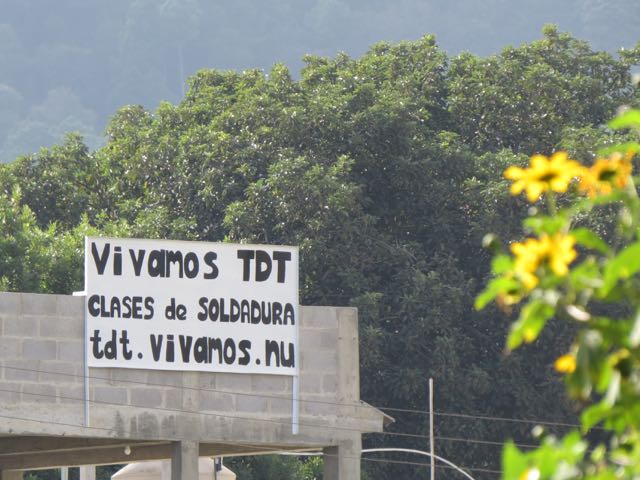 Vivamos TDT
CLASES de SOLDADURA
tdt.vivamos.nu